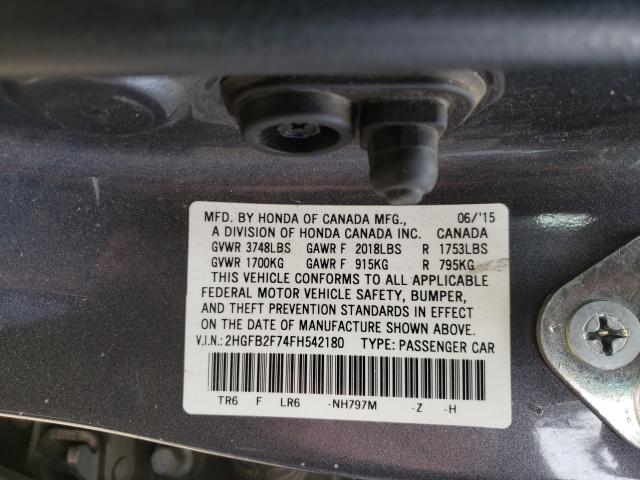 MFD. BY HONDA OF CANADA MFG., 06/'15
A DIVISION OF HONDA CANADA INC. CANADA
GVWR 3748LBS GAWR F 2018LBS R 1753LBS
GVWR 1700KG GAWR F 915KG R 795KG
THIS VEHICLE CONFORMS TO ALL APPLICABLE
FEDERAL MOTOR VEHICLE SAFETY, BUMPER,
AND THEFT PREVENTION STANDARDS IN EFFECT
ON THE DATE OF MANUFACTURE SHOWN ABOVE.
V.I.N.: 2HGFB2F74FH542180 TYPE: PASSENGER CAR
TR6 F LR6 -NH797M -Z -H